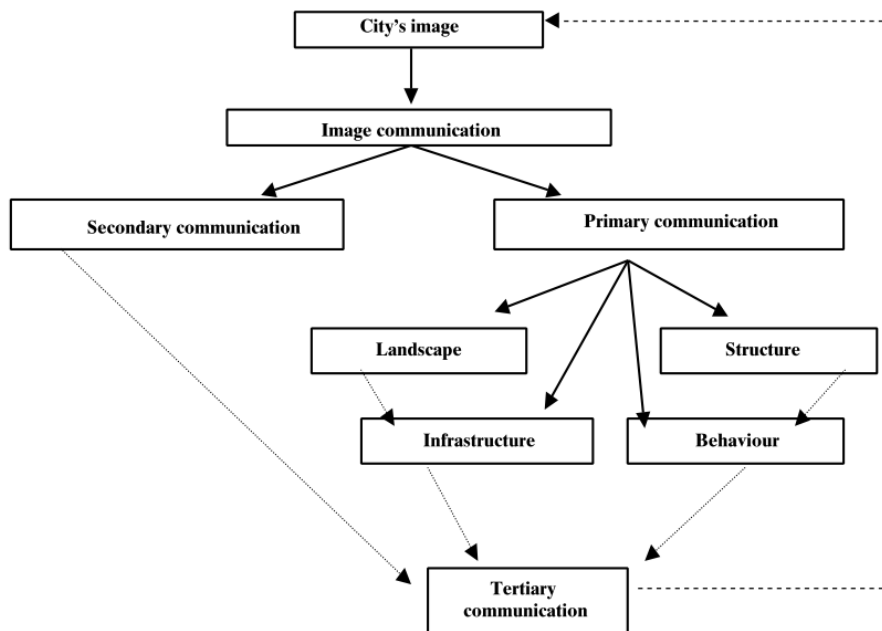 City's image
Image communication
Secondary communication
Primary communication
Landscape
Structure
Infrastructure
Behaviour
Tertiary
communication